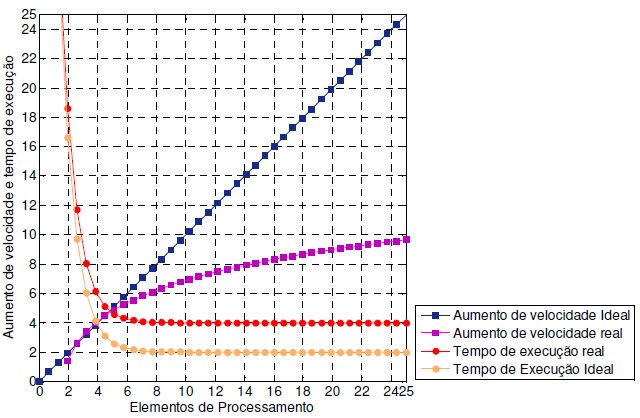 Aumento de velocidade e tempo de execução
25
24
22
20
18
16
14
12
10
8
6
4
2
0
0 2 4 6 8 10 12 14 16 18 20 22 24 25
Elementos de Processamento
Aumento de velocidade Ideal
Aumento de velocidade real
Tempo de execução real
Tempo de Execução Ideal